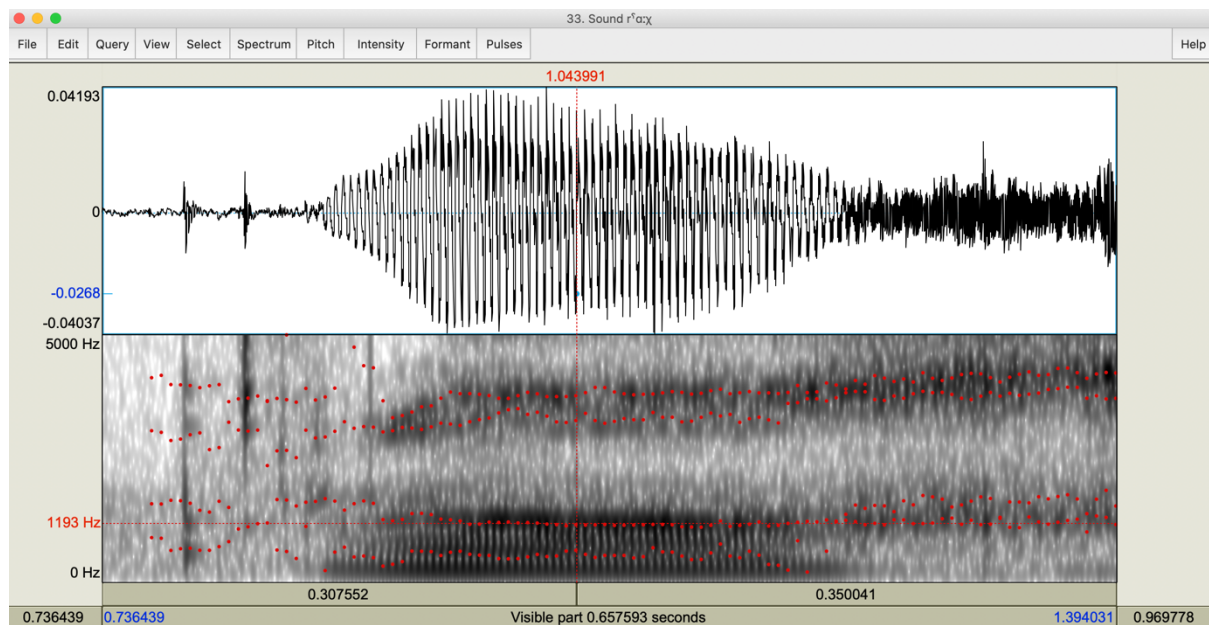 33. Sound rˤɑːχ
File Edit Query View Select Spectrum Pitch Intensity Formant Pulses Help
1.043991
0.04193
0
-0.0268
-0.04037
5000 Hz
1193 Hz
0 Hz
0.307552 0.350041
0.736439 0.736439 Visible part 0.657593 seconds 1.394031 0.969778